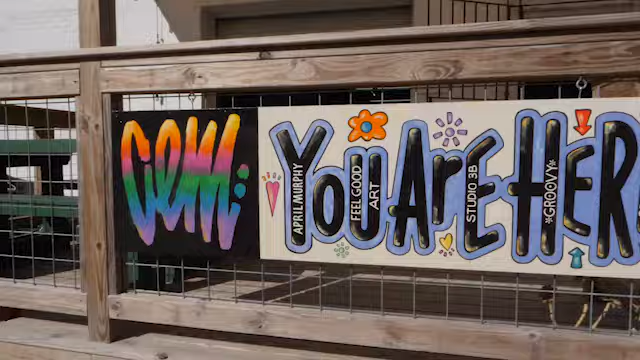 Gem:
You Are HER
APRIL MURPHY
FEEL GOOD
ART
STUDIO 3B
*GROOVY*